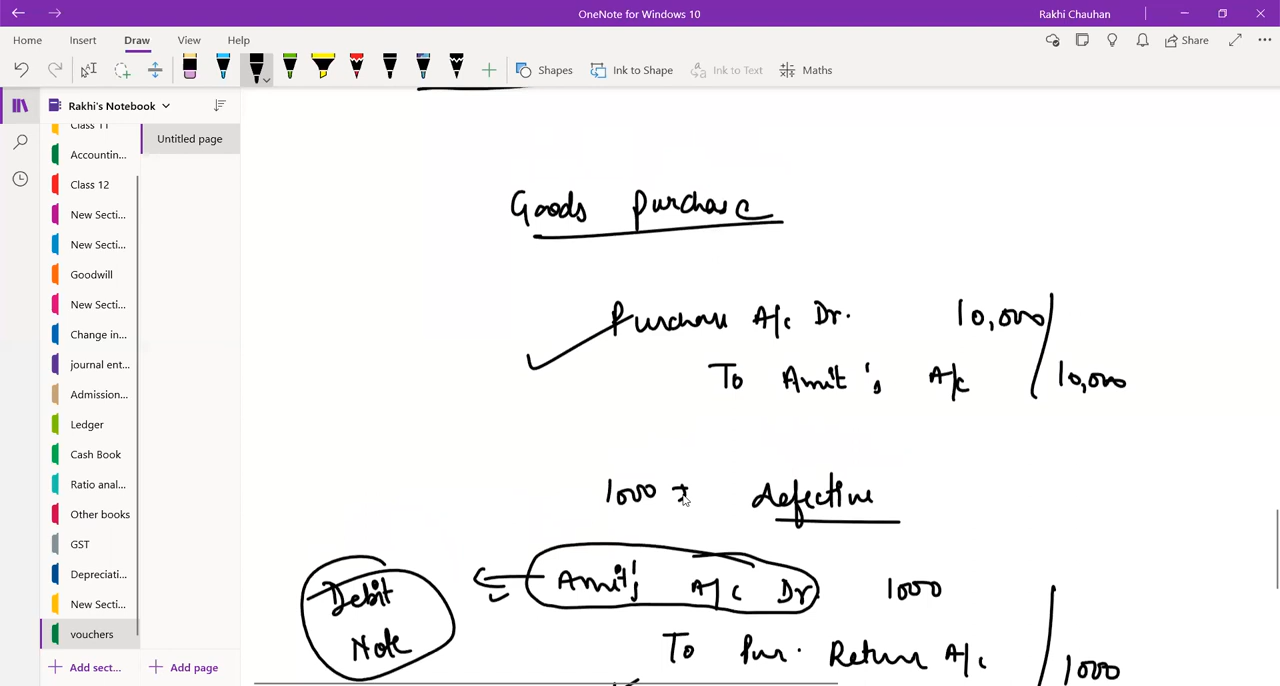 OneNote for Windows 10
Rakhi Chauhan
Home Insert Draw View Help
Share
Shapes
Ink to Shape
Ink to Text
Maths
Rakhi's Notebook
Class 11
Accountin...
Class 12
New Secti...
New Secti...
Goodwill
New Secti...
Change in...
journal ent...
Admission...
Ledger
Cash Book
Ratio anal...
Other books
GST
Depreciati...
New Secti...
vouchers
Add sect...
Add page
Untitled page
Goods purchase
Purchase A/c Dr. 10,000
To Amit's A/c 10,000
1000 defective
Amit's A/c Dr 1000
Debit
Note
To Pur. Return A/c 1000